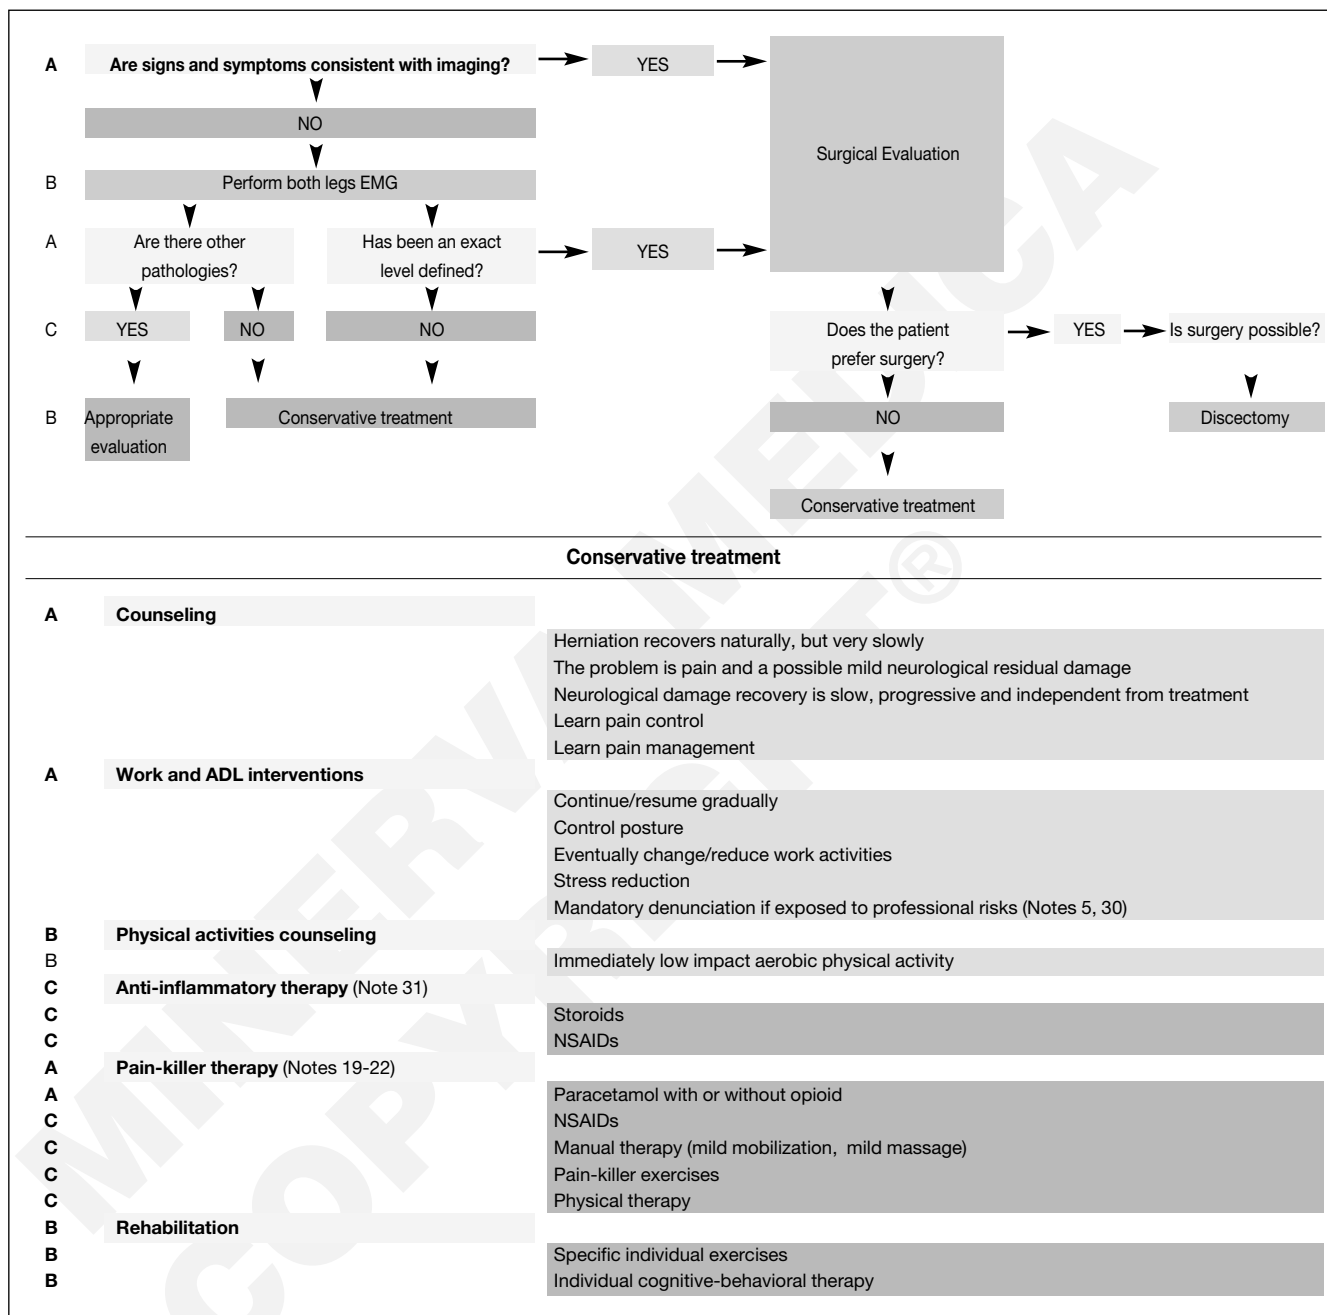 A Are signs and symptoms consistent with imaging? YES
NO
Surgical Evaluation
B Perform both legs EMG
A Are there other
pathologies?
Has been an exact
level defined?
YES
C YES NO NO
Does the patient
prefer surgery?
YES Is surgery possible?
B Appropriate
evaluation
Conservative treatment
NO
Discectomy
Conservative treatment
Conservative treatment
A Counseling
Herniation recovers naturally, but very slowly
The problem is pain and a possible mild neurological residual damage
Neurological damage recovery is slow, progressive and independent from treatment
Learn pain control
Learn pain management
A Work and ADL interventions
Continue/resume gradually
Control posture
Eventually change/reduce work activities
Stress reduction
Mandatory denunciation if exposed to professional risks (Notes 5, 30)
B Physical activities counseling
B Immediately low impact aerobic physical activity
C Anti-inflammatory therapy (Note 31)
C Storoids
C NSAIDs
A Pain-killer therapy (Notes 19-22)
A Paracetamol with or without opioid
C NSAIDs
C Manual therapy (mild mobilization, mild massage)
C Pain-killer exercises
C Physical therapy
B Rehabilitation
B Specific individual exercises
B Individual cognitive-behavioral therapy
MINERVA MEDICA
COPYRIGHT®